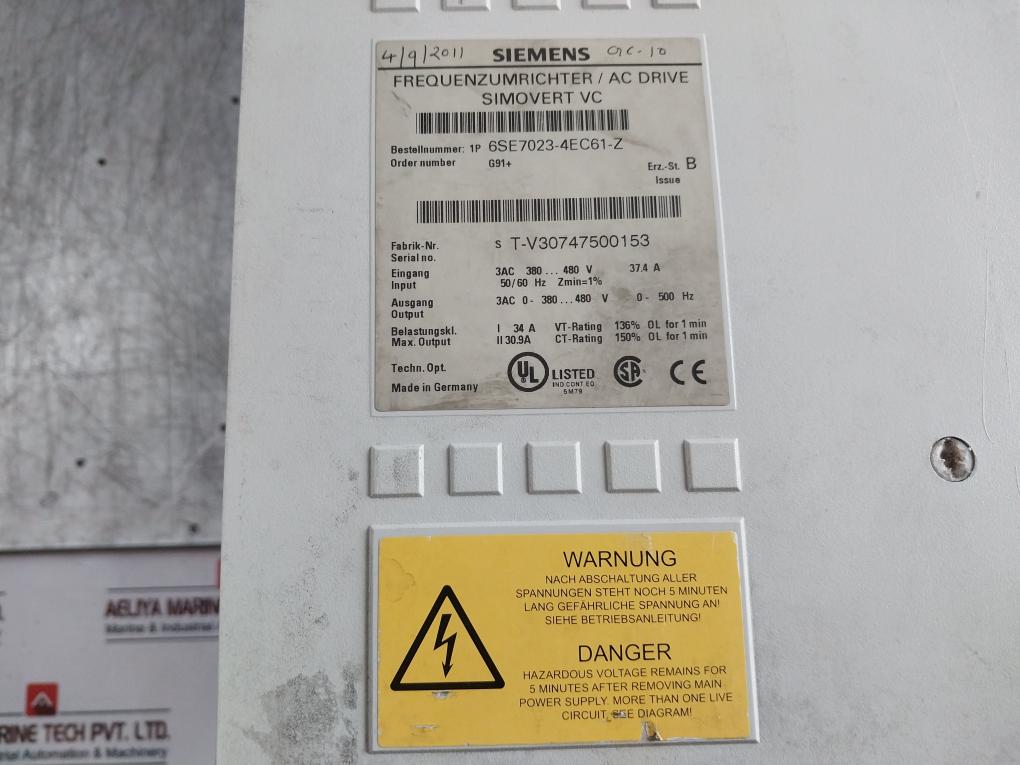 4/9/2011 SIEMENS GC-10
FREQUENZUMRICHTER / AC DRIVE
SIMOVERT VC
Bestellnummer: 1P 6SE7023-4EC61-Z
Order number G91+
Erz.-St. B
Issue
Fabrik-Nr. S T-V30747500153
Serial no.
Eingang 3AC 380 ... 480 V 37.4 A
Input 50/60 Hz Zmin=1%
Ausgang 3AC 0 - 380 ... 480 V 0 - 500 Hz
Output
Belastungskl. I 34 A VT-Rating 136% OL for 1 min
Max. Output II 30.9A CT-Rating 150% OL for 1 min
Techn. Opt. UL LISTED SA CE
IND CONT EQ
5M79
Made in Germany
WARNUNG
NACH ABSCHALTUNG ALLER
SPANNUNGEN STEHT NOCH 5 MINUTEN
LANG GEFÄHRLICHE SPANNUNG AN!
SIEHE BETRIEBSANLEITUNG!
DANGER
HAZARDOUS VOLTAGE REMAINS FOR
5 MINUTES AFTER REMOVING MAIN
POWER SUPPLY. MORE THAN ONE LIVE
CIRCUIT, SEE DIAGRAM!
AELIYA MARIN
Marine & Industrial A
RINE TECH PVT. LTD.
rial Automation & Machinery